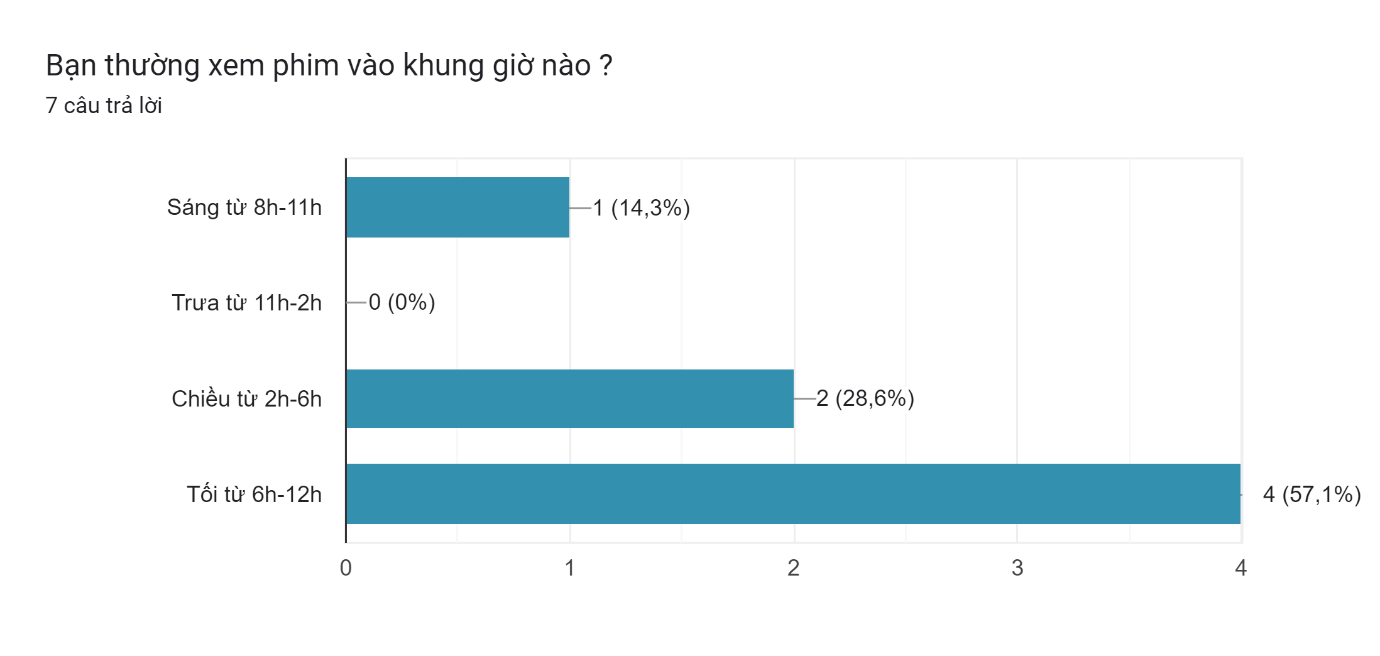 Bạn thường xem phim vào khung giờ nào ?
7 câu trả lời
Sáng từ 8h-11h
1 (14,3%)
Trưa từ 11h-2h
0 (0%)
Chiều từ 2h-6h
2 (28,6%)
Tối từ 6h-12h
4 (57,1%)
0 1 2 3 4